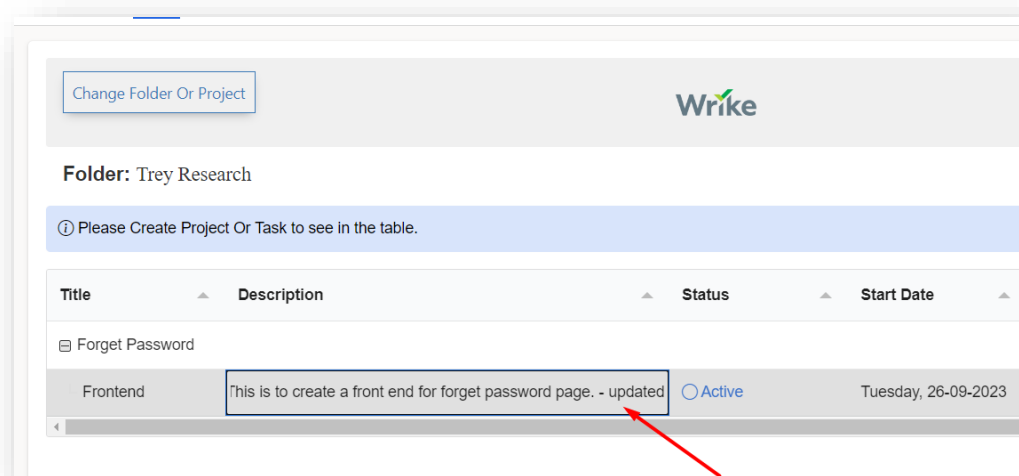 Change Folder Or Project
Wrike
Folder: Trey Research
Please Create Project Or Task to see in the table.
Title Description Status Start Date
Forget Password
Frontend This is to create a front end for forget password page. - updated Active Tuesday, 26-09-2023